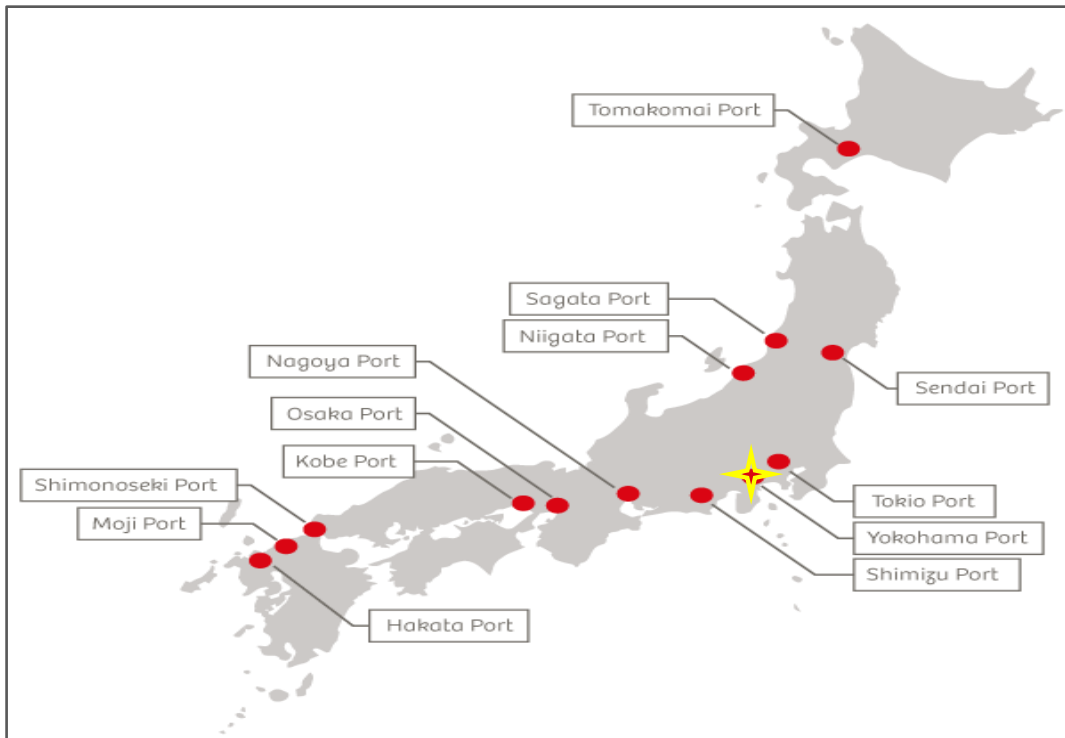 Tomakomai Port
Sagata Port
Niigata Port
Nagoya Port
Sendai Port
Osaka Port
Kobe Port
Shimonoseki Port
Tokio Port
Moji Port
Yokohama Port
Shimizu Port
Hakata Port